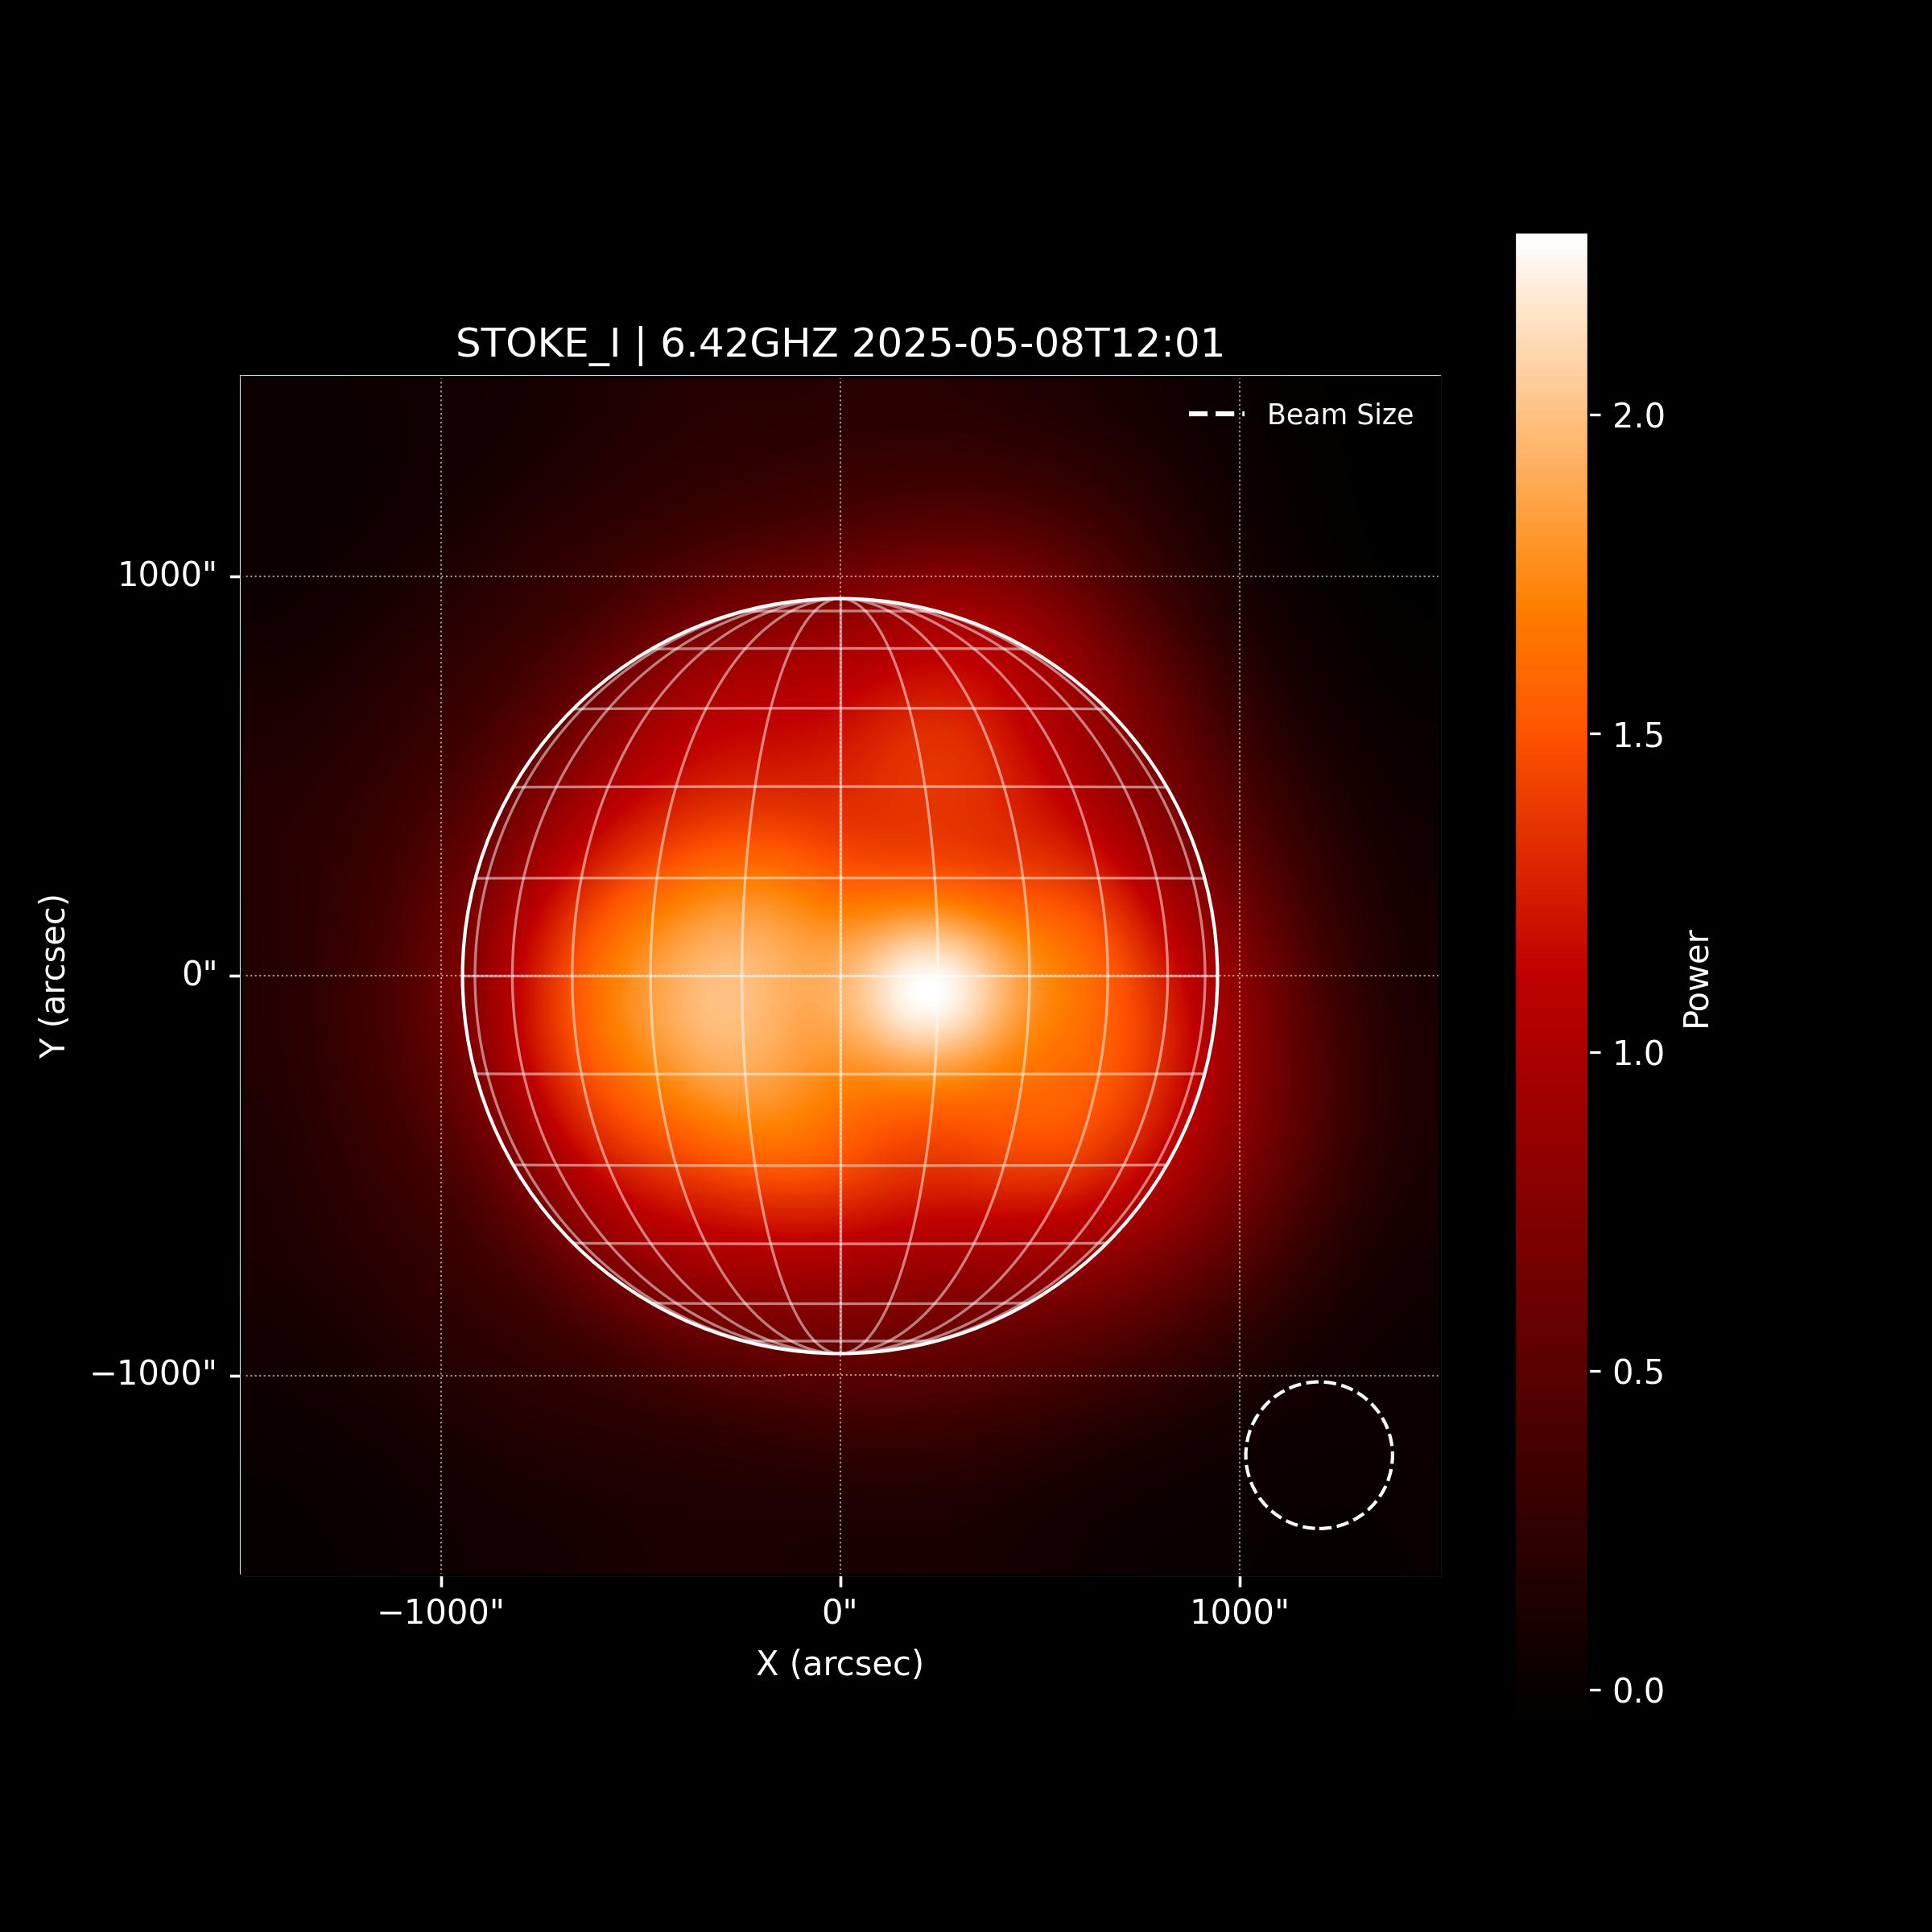 STOKE_I | 6.42GHZ 2025-05-08T12:01
Beam Size
1000"
0"
−1000"
Y (arcsec)
−1000"
0"
1000"
X (arcsec)
2.0
1.5
1.0
0.5
0.0
Power